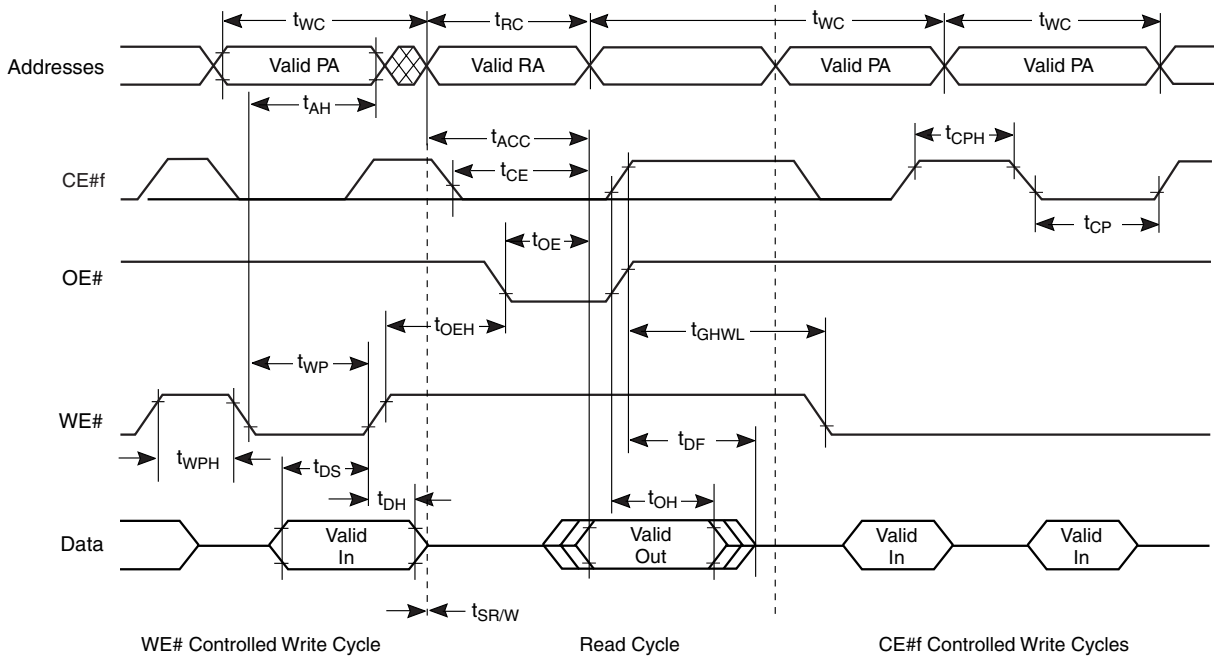 tWC
tRC
tWC
tWC
Addresses
Valid PA
Valid RA
Valid PA
Valid PA
tAH
tACC
tCPH
CE#f
tCE
tCP
tOE
OE#
tOEH
tGHWL
tWP
WE#
tWPH
tDS
tDF
tDH
tOH
Data
Valid
In
Valid
Out
Valid
In
Valid
In
tSR/W
WE# Controlled Write Cycle
Read Cycle
CE#f Controlled Write Cycles